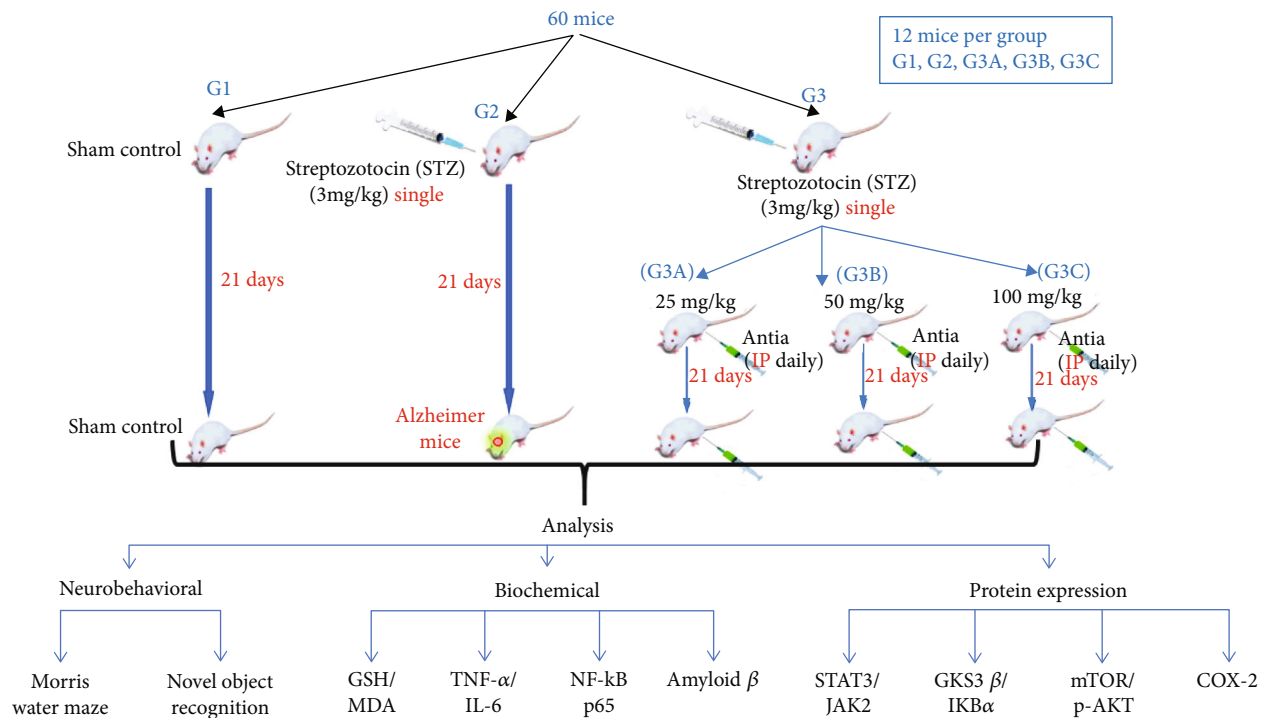 60 mice
12 mice per group
G1, G2, G3A, G3B, G3C
G1
G2
G3
Sham control
Streptozotocin (STZ)
(3mg/kg) single
Streptozotocin (STZ)
(3mg/kg) single
21 days
21 days
(G3A)
25 mg/kg
Antia
(IP daily)
21 days
(G3B)
50 mg/kg
Antia
(IP daily)
21 days
(G3C)
100 mg/kg
Antia
(IP daily)
21 days
Sham control
Alzheimer
mice
Analysis
Neurobehavioral
Biochemical
Protein expression
Morris
water maze
Novel object
recognition
GSH/
MDA
TNF-α/
IL-6
NF-kB
p65
Amyloid β
STAT3/
JAK2
GKS3 β/
IKBα
mTOR/
p-AKT
COX-2